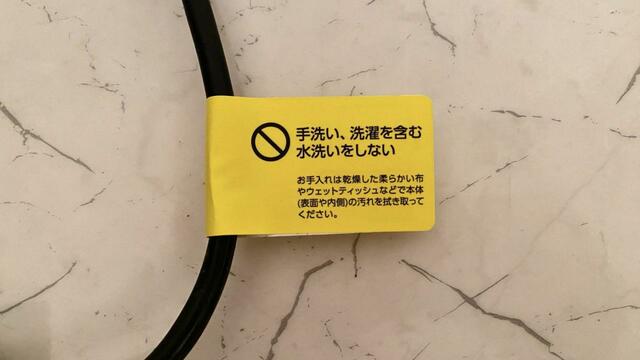 手洗い、洗濯を含む
水洗いをしない
お手入れは乾燥した柔らかい布
やウェットティッシュなどで本体
(表面や内側)の汚れを拭き取って
ください。